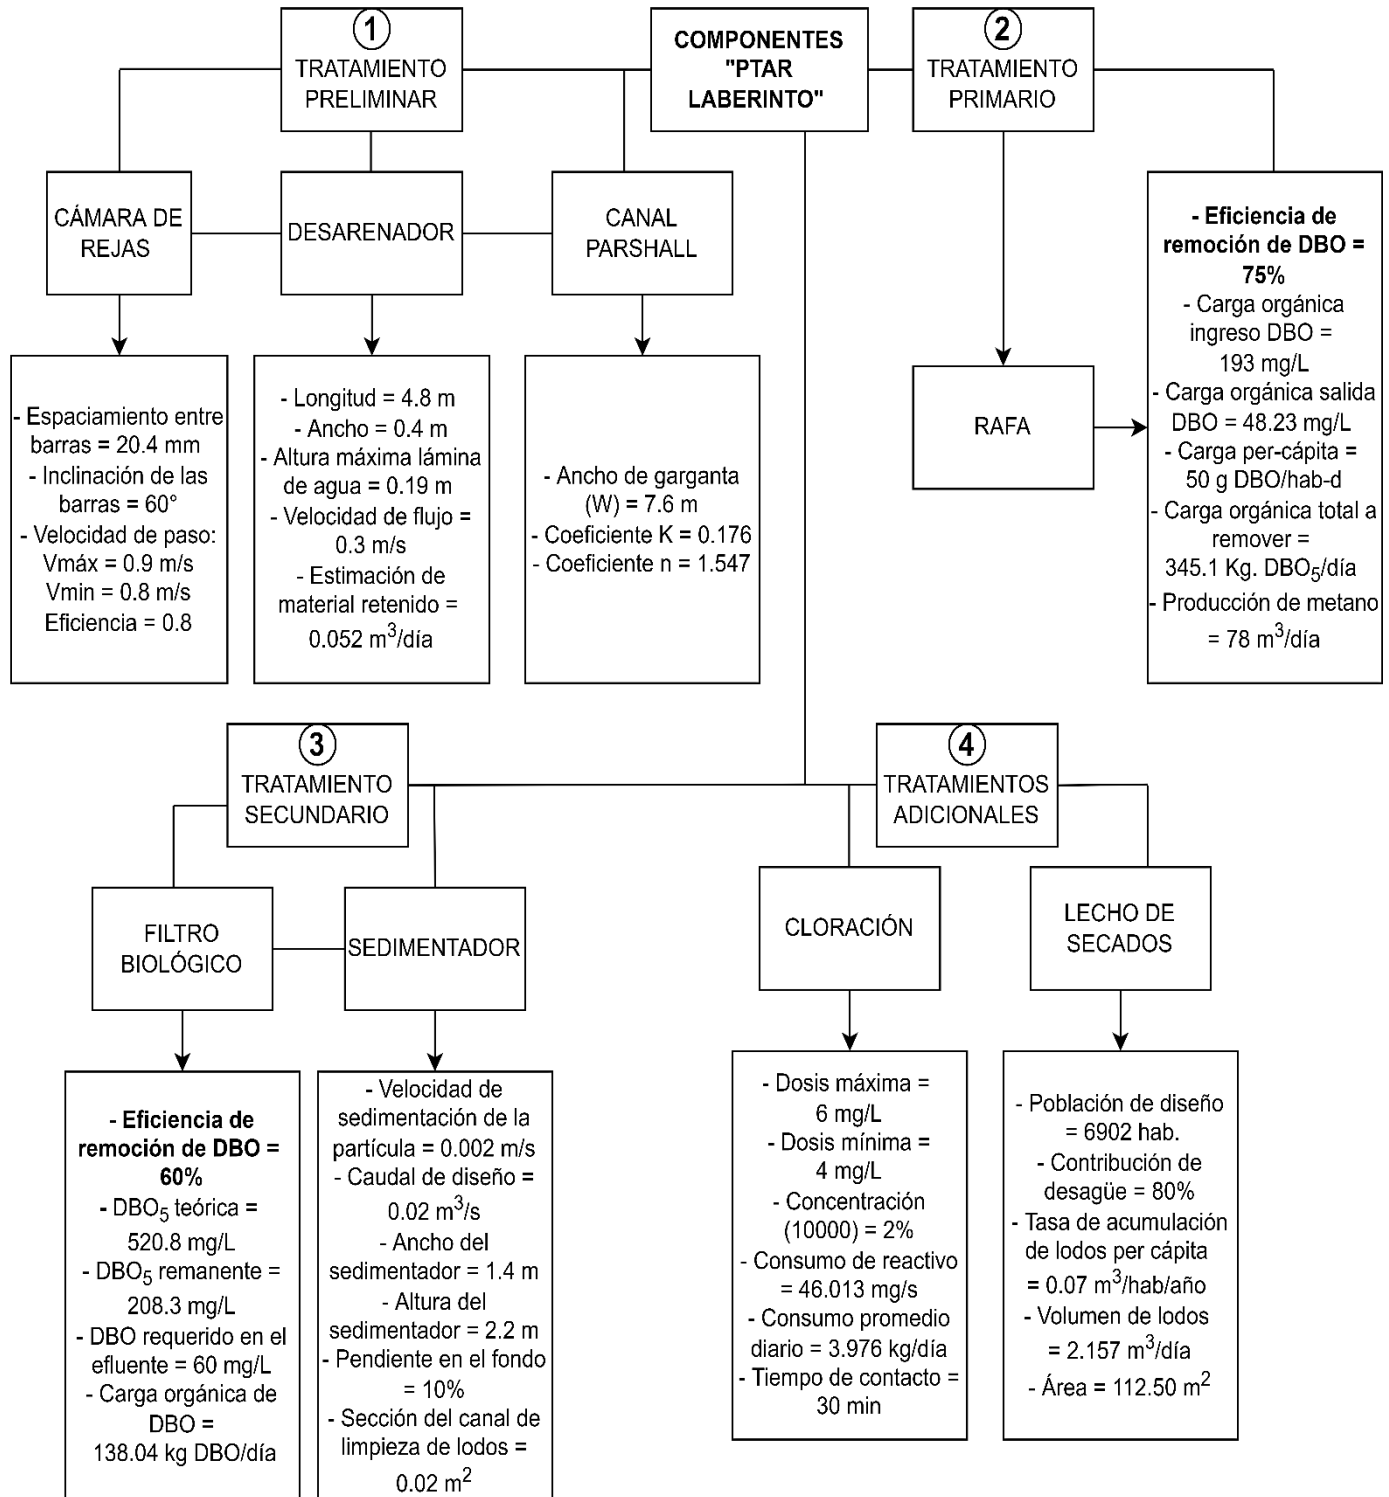 COMPONENTES
"PTAR
LABERINTO"
1
TRATAMIENTO
PRELIMINAR
CÁMARA DE
REJAS
- Espaciamiento entre
barras = 20.4 mm
- Inclinación de las
barras = 60°
- Velocidad de paso:
Vmáx = 0.9 m/s
Vmin = 0.8 m/s
Eficiencia = 0.8
DESARENADOR
- Longitud = 4.8 m
- Ancho = 0.4 m
- Altura máxima lámina
de agua = 0.19 m
- Velocidad de flujo =
0.3 m/s
- Estimación de
material retenido =
0.052 m³/día
CANAL
PARSHALL
- Ancho de garganta
(W) = 7.6 m
- Coeficiente K = 0.176
- Coeficiente n = 1.547
2
TRATAMIENTO
PRIMARIO
RAFA
- Eficiencia de
remoción de DBO =
75%
- Carga orgánica
ingreso DBO =
193 mg/L
- Carga orgánica salida
DBO = 48.23 mg/L
- Carga per-cápita =
50 g DBO/hab-d
- Carga orgánica total a
remover =
345.1 Kg. DBO₅/día
- Producción de metano
= 78 m³/día
3
TRATAMIENTO
SECUNDARIO
FILTRO
BIOLÓGICO
- Eficiencia de
remoción de DBO =
60%
- DBO₅ teórica =
520.8 mg/L
- DBO₅ remanente =
208.3 mg/L
- DBO requerido en el
efluente = 60 mg/L
- Carga orgánica de
DBO =
138.04 kg DBO/día
SEDIMENTADOR
- Velocidad de
sedimentación de la
partícula = 0.002 m/s
- Caudal de diseño =
0.02 m³/s
- Ancho del
sedimentador = 1.4 m
- Altura del
sedimentador = 2.2 m
- Pendiente en el fondo
= 10%
- Sección del canal de
limpieza de lodos =
0.02 m²
4
TRATAMIENTOS
ADICIONALES
CLORACIÓN
- Dosis máxima =
6 mg/L
- Dosis mínima =
4 mg/L
- Concentración
(10000) = 2%
- Consumo de reactivo
= 46.013 mg/s
- Consumo promedio
diario = 3.976 kg/día
- Tiempo de contacto =
30 min
LECHO DE
SECADOS
- Población de diseño
= 6902 hab.
- Contribución de
desagüe = 80%
- Tasa de acumulación
de lodos per cápita
= 0.07 m³/hab/año
- Volumen de lodos
= 2.157 m³/día
- Área = 112.50 m²